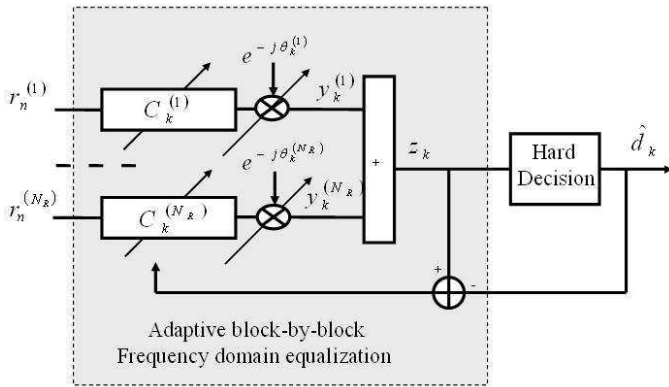 e^{-jθ_k^{(1)}}
r_n^{(1)}
C_k^{(1)}
y_k^{(1)}
e^{-jθ_k^{(N_R)}}
r_n^{(N_R)}
C_k^{(N_R)}
y_k^{(N_R)}
+
z_k
Hard
Decision
d̂_k
+
-
Adaptive block-by-block
Frequency domain equalization